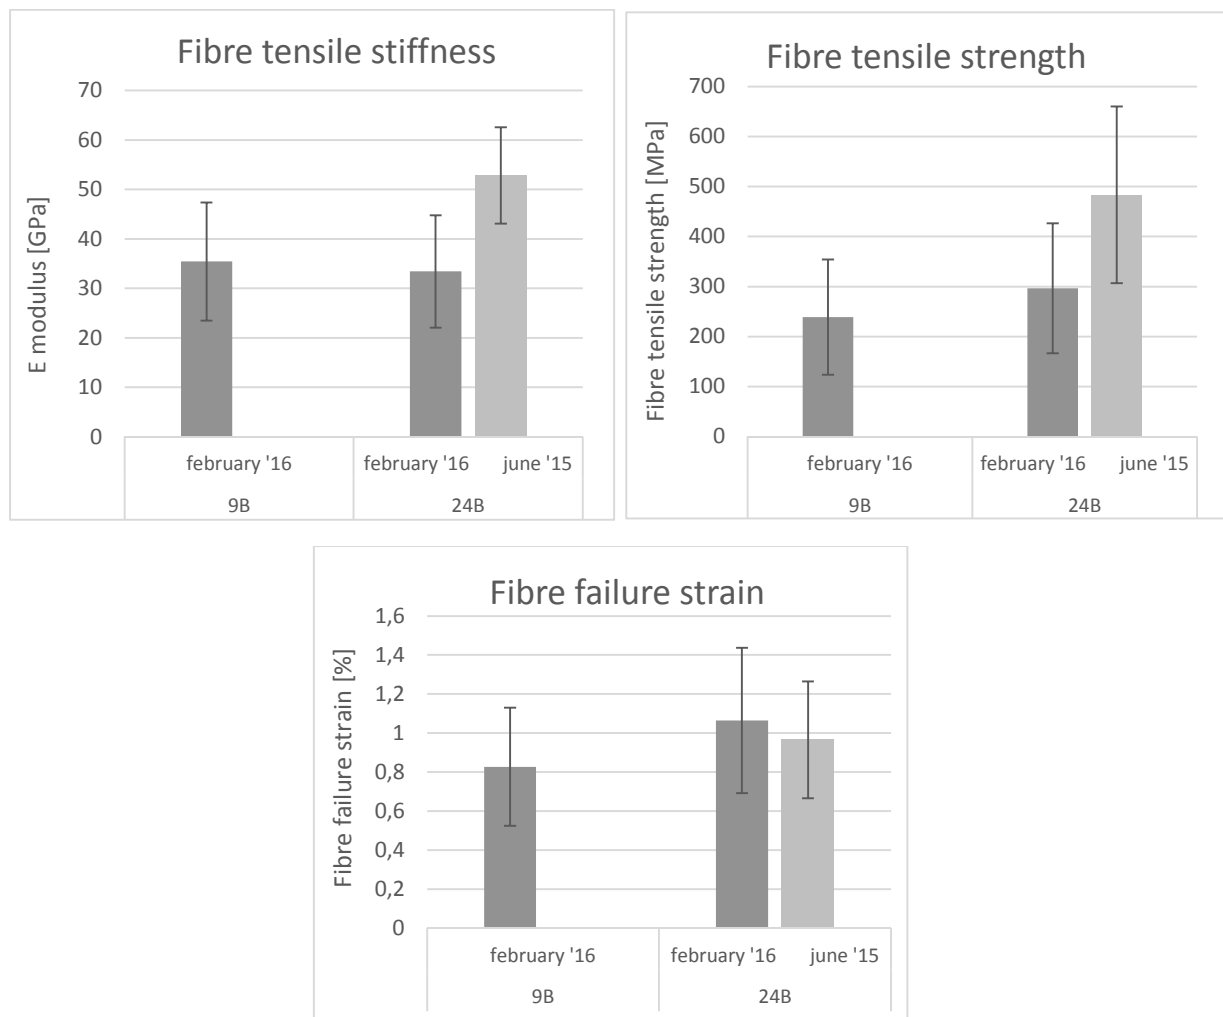 Fibre tensile stiffness
E modulus [GPa]
70
60
50
40
30
20
10
0
february '16
february '16 june '15
9B
24B
Fibre tensile strength
Fibre tensile strength [MPa]
700
600
500
400
300
200
100
0
february '16
february '16 june '15
9B
24B
Fibre failure strain
Fibre failure strain [%]
1,6
1,4
1,2
1
0,8
0,6
0,4
0,2
0
february '16
february '16 june '15
9B
24B